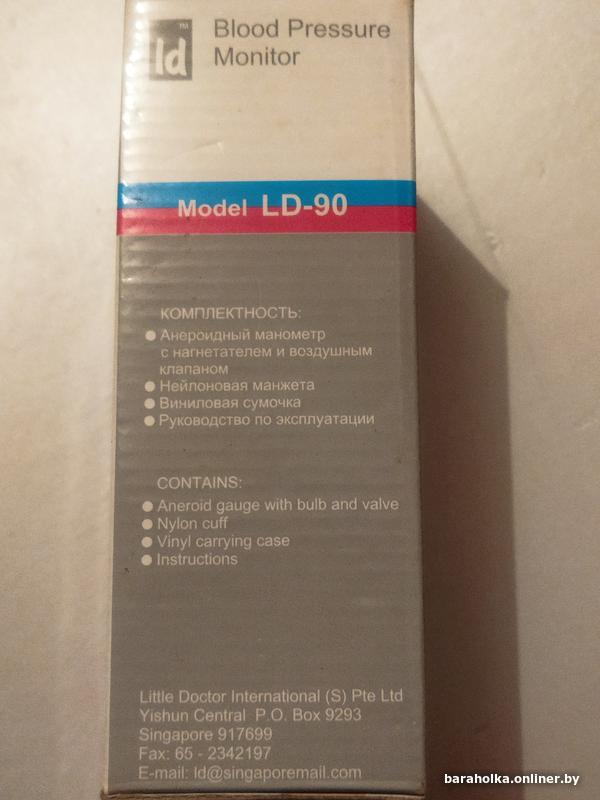 ld™
Blood Pressure
Monitor
Model LD-90
КОМПЛЕКТНОСТЬ:
● Анероидный манометр
с нагнетателем и воздушным
клапаном
● Нейлоновая манжета
● Виниловая сумочка
● Руководство по эксплуатации
CONTAINS:
● Aneroid gauge with bulb and valve
● Nylon cuff
● Vinyl carrying case
● Instructions
Little Doctor International (S) Pte Ltd
Yishun Central P.O. Box 9293
Singapore 917699
Fax: 65 - 2342197
E-mail: ld@singaporemail.com
baraholka.onliner.by